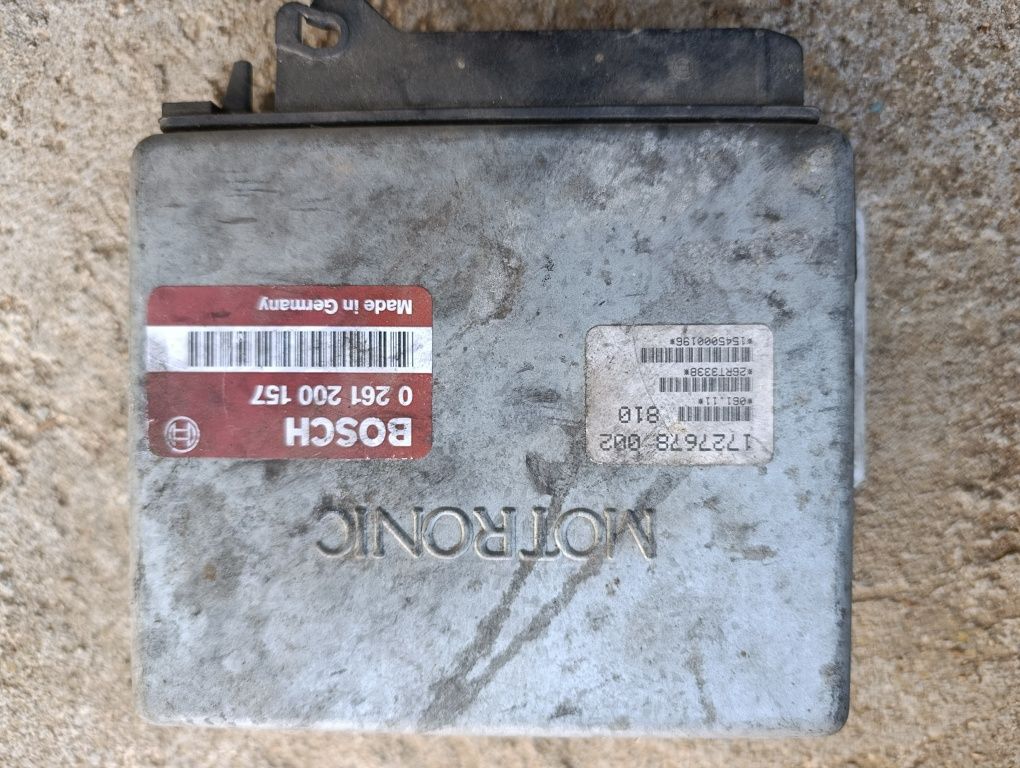 MOTRONIC
BOSCH
0 261 200 157
Made in Germany
1727678 002
810
*061.11*
*26RT3338*
*1545000196*